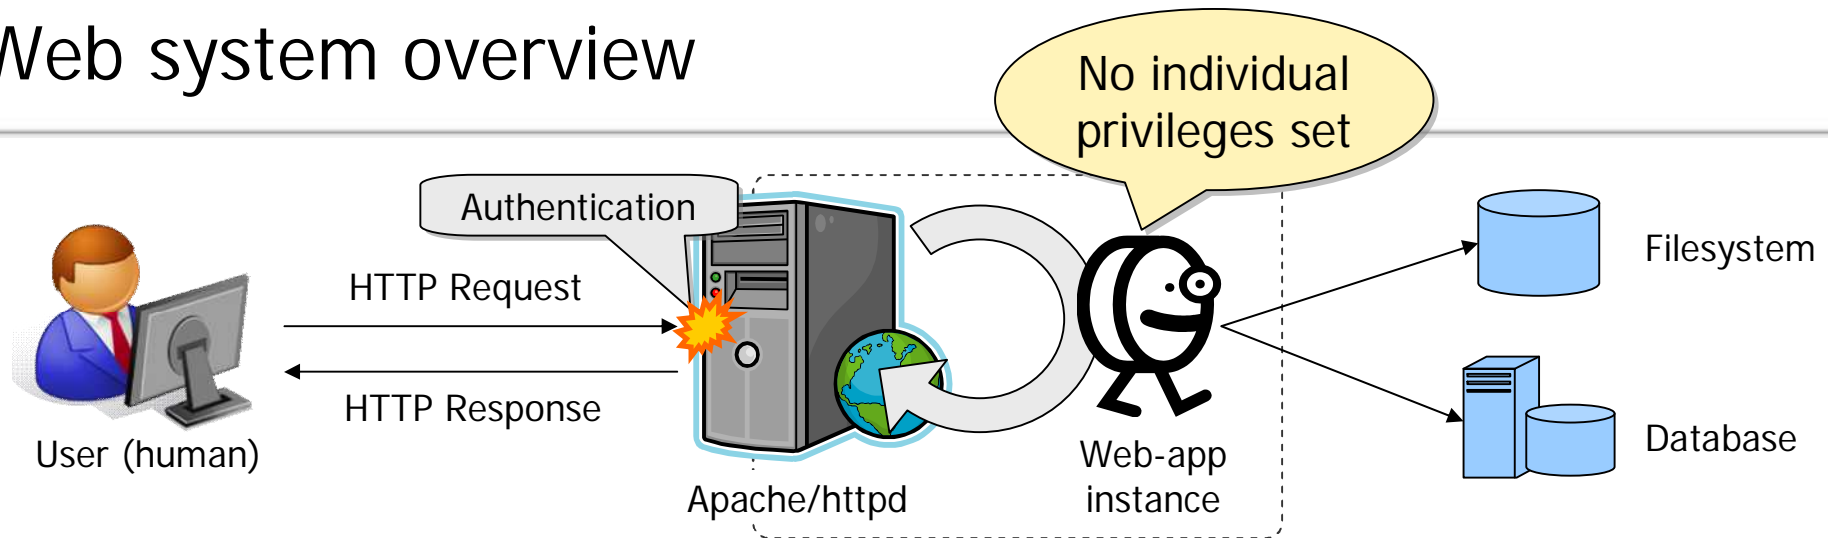 Web system overview
No individual
privileges set
Authentication
HTTP Request
HTTP Response
User (human)
Apache/httpd
Web-app
instance
Filesystem
Database